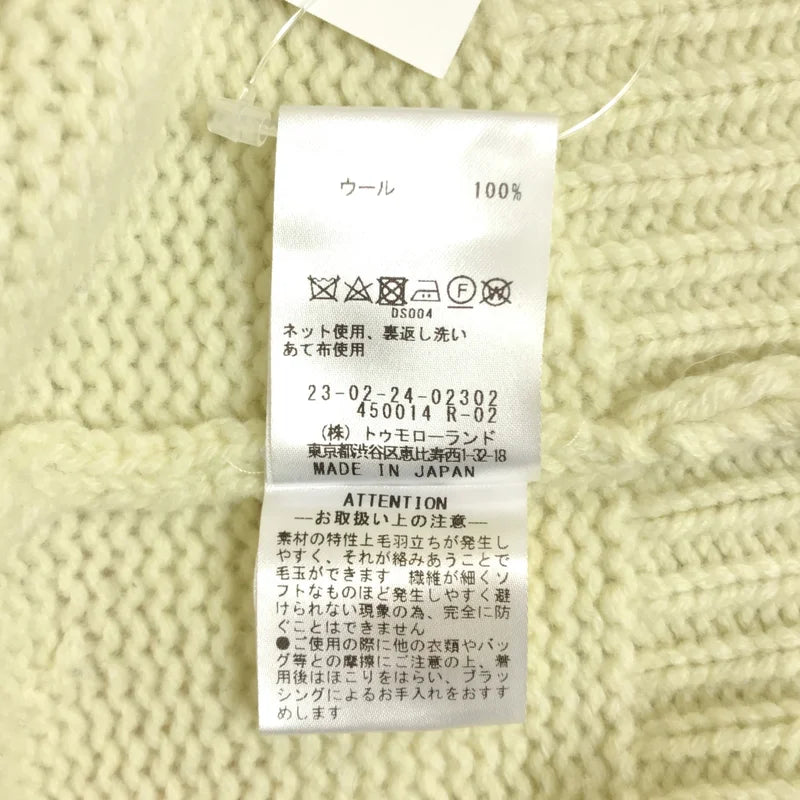 ウール 100%
F W
DS004
ネット使用、裏返し洗い
あて布使用
23-02-24-02302
450014 R-02
(株) トゥモローランド
東京都渋谷区恵比寿西1-32-18
MADE IN JAPAN
ATTENTION
―お取扱い上の注意―
素材の特性上毛羽立ちが発生し
やすく、それが絡みあうことで
毛玉ができます 繊維が細くソ
フトなものほど発生しやすく避
けられない現象の為、完全に防
ぐことはできません
●ご使用の際に他の衣類やバッ
グ等との摩擦にご注意の上、着
用後はほこりをはらい、ブラッ
シングによるお手入れをおすす
めします